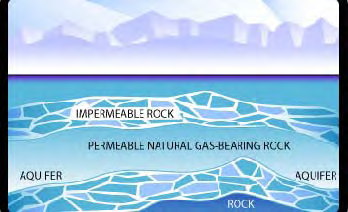 IMPERMEABLE ROCK
PERMEABLE NATURAL GAS-BEARING ROCK
AQUIFER AQUIFER
ROCK